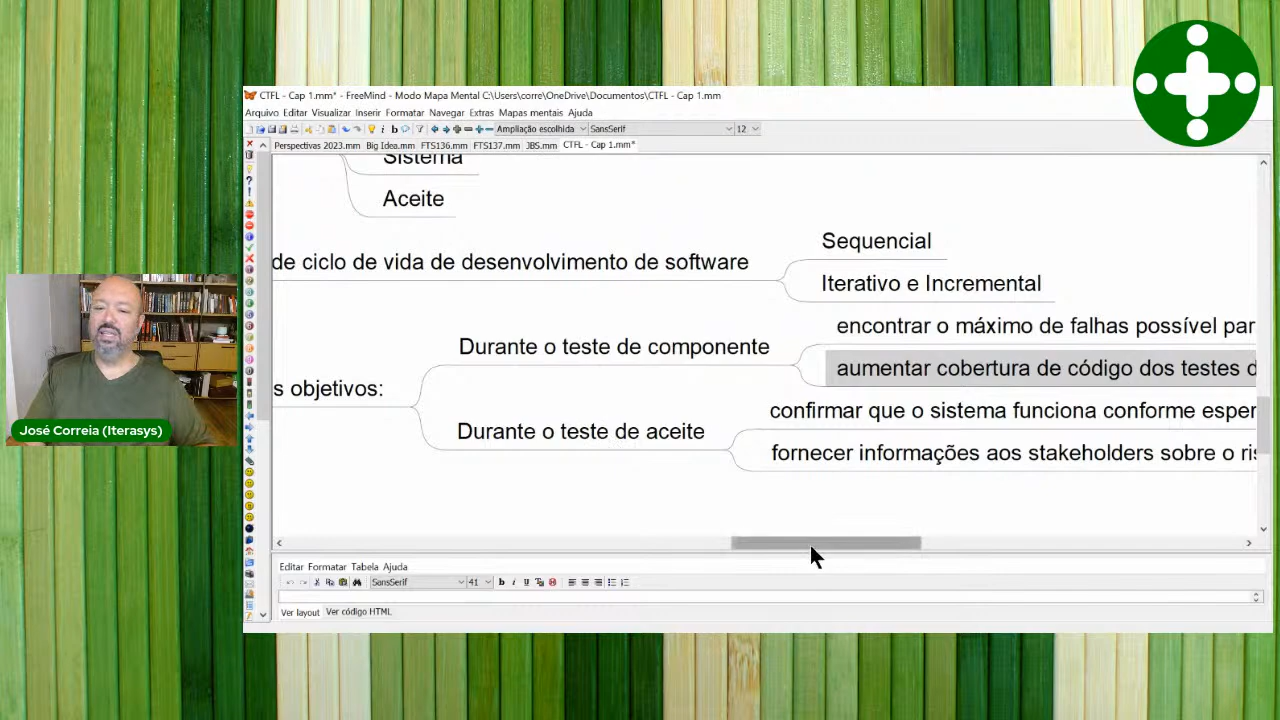 CTFL - Cap 1.mm* - FreeMind - Modo Mapa Mental C:\Users\corre\OneDrive\Documentos\CTFL - Cap 1.mm
Arquivo Editar Visualizar Inserir Formatar Navegar Extras Mapas mentais Ajuda
Ampliação escolhida SansSerif 12
Perspectivas 2023.mm Big Idea.mm FTS136.mm FTS137.mm JBS.mm CTFL - Cap 1.mm*
Sistema
Aceite
Sequencial
de ciclo de vida de desenvolvimento de software
Iterativo e Incremental
encontrar o máximo de falhas possível par
Durante o teste de componente
aumentar cobertura de código dos testes d
s objetivos:
confirmar que o sistema funciona conforme esper
Durante o teste de aceite
fornecer informações aos stakeholders sobre o ris
José Correia (Iterasys)
Editar Formatar Tabela Ajuda
SansSerif 41
Ver layout Ver código HTML